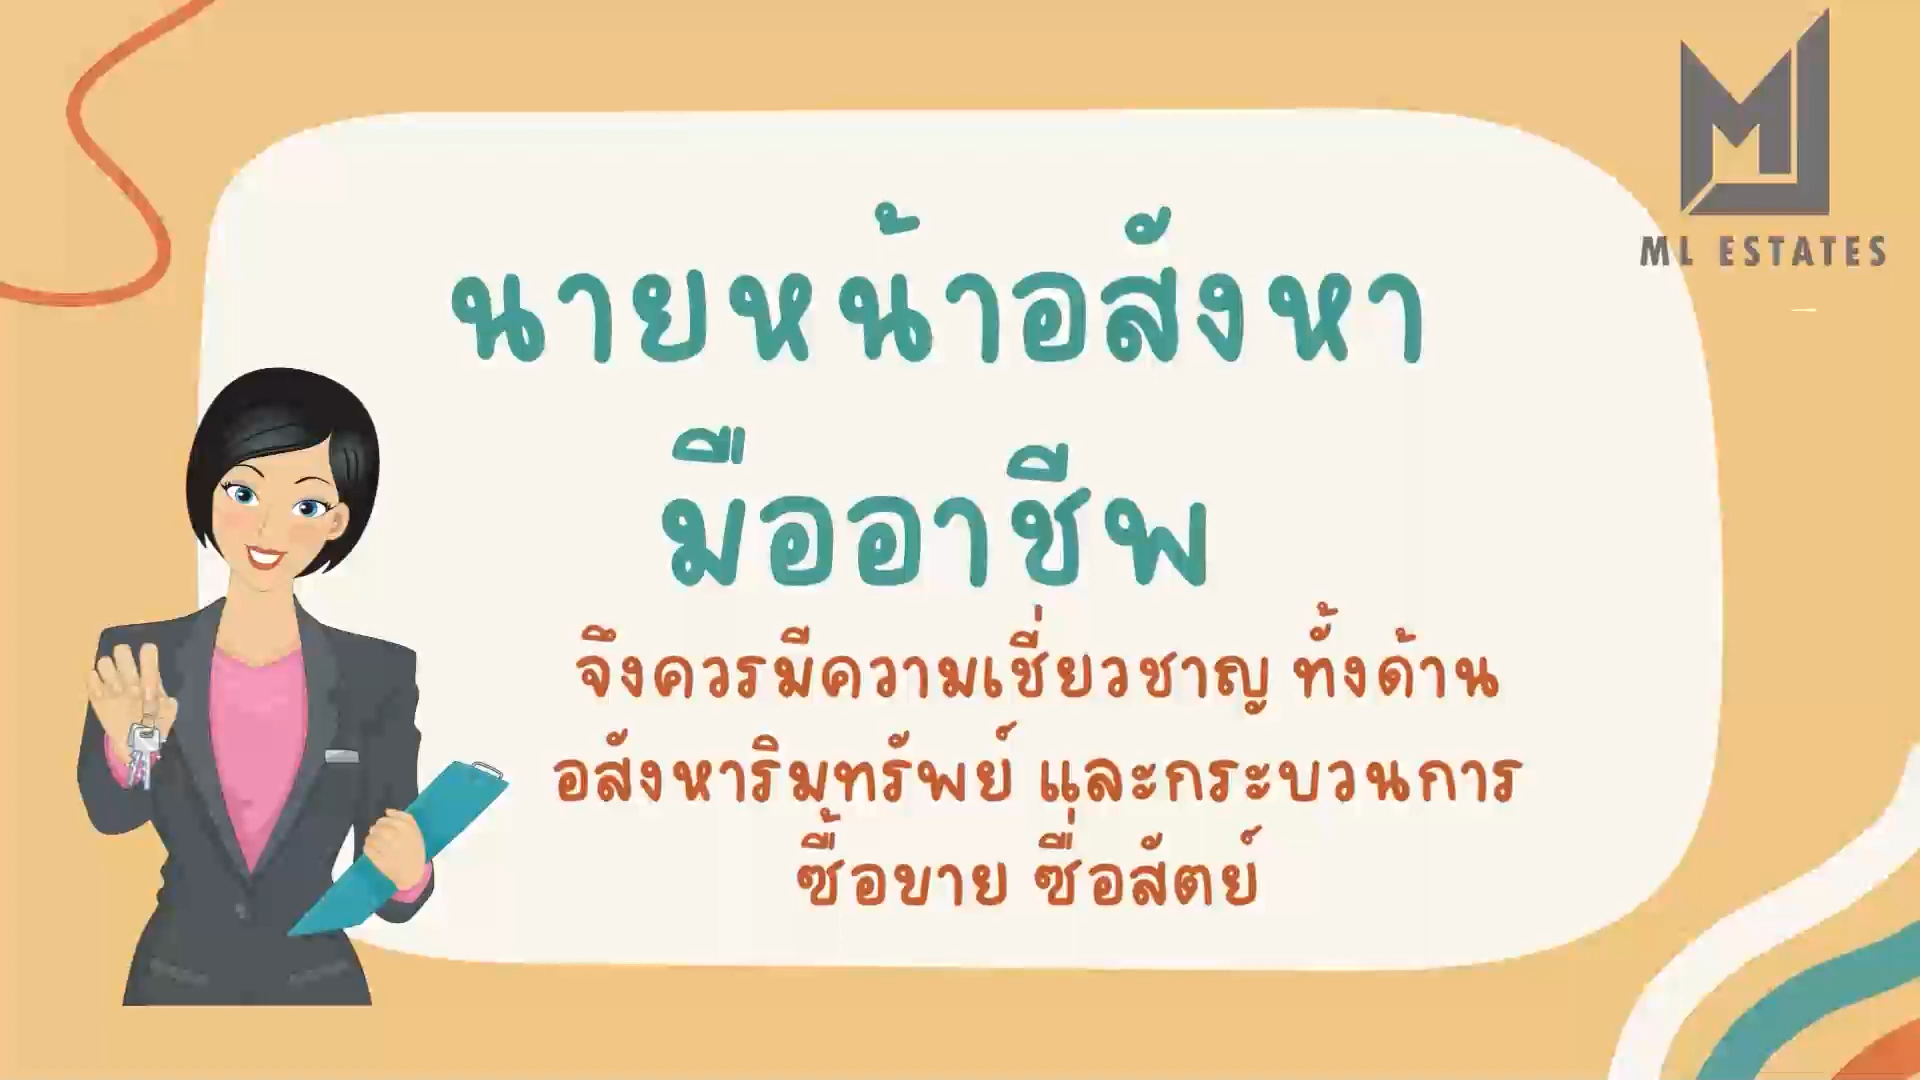 ML ESTATES
นายหน้าอสังหา
มืออาชีพ
จึงควรมีความเชี่ยวชาญ ทั้งด้าน
อสังหาริมทรัพย์ และกระบวนการ
ซื้อขาย ซื่อสัตย์